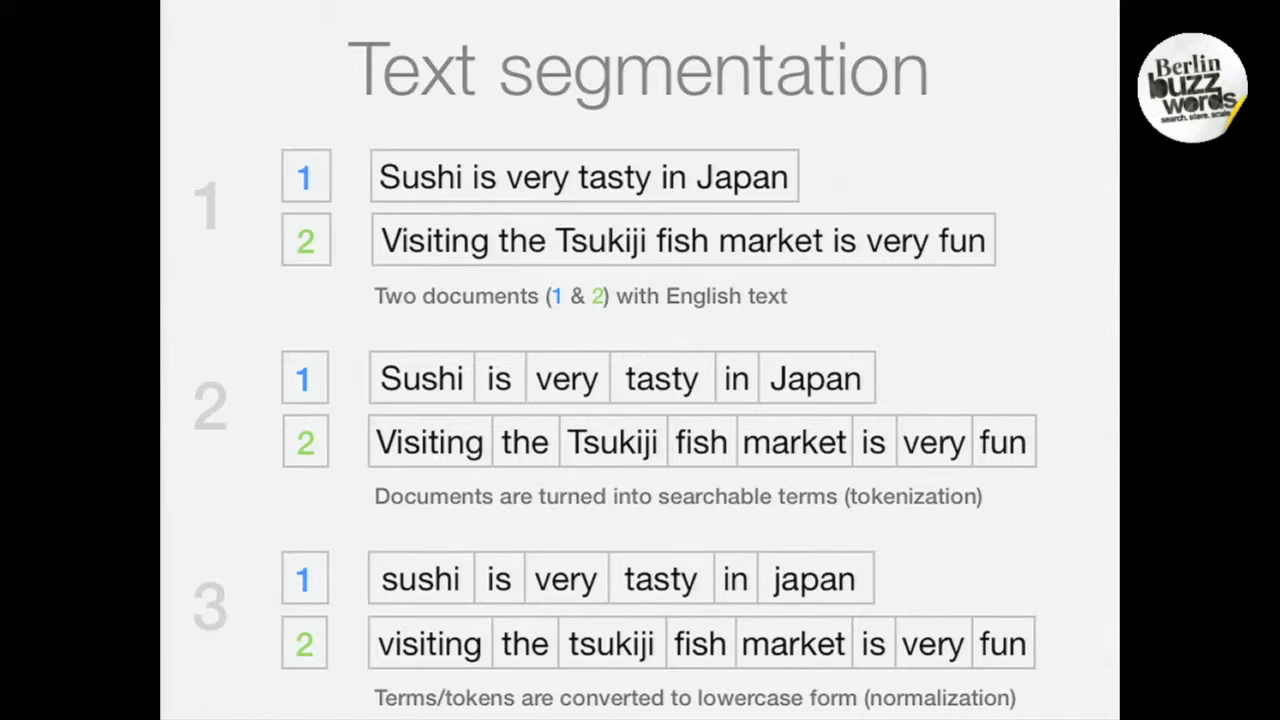 Text segmentation
Berlin
buzz
words
search. store. scale
1
1 Sushi is very tasty in Japan
2 Visiting the Tsukiji fish market is very fun
Two documents (1 & 2) with English text
2
1 Sushi is very tasty in Japan
2 Visiting the Tsukiji fish market is very fun
Documents are turned into searchable terms (tokenization)
3
1 sushi is very tasty in japan
2 visiting the tsukiji fish market is very fun
Terms/tokens are converted to lowercase form (normalization)